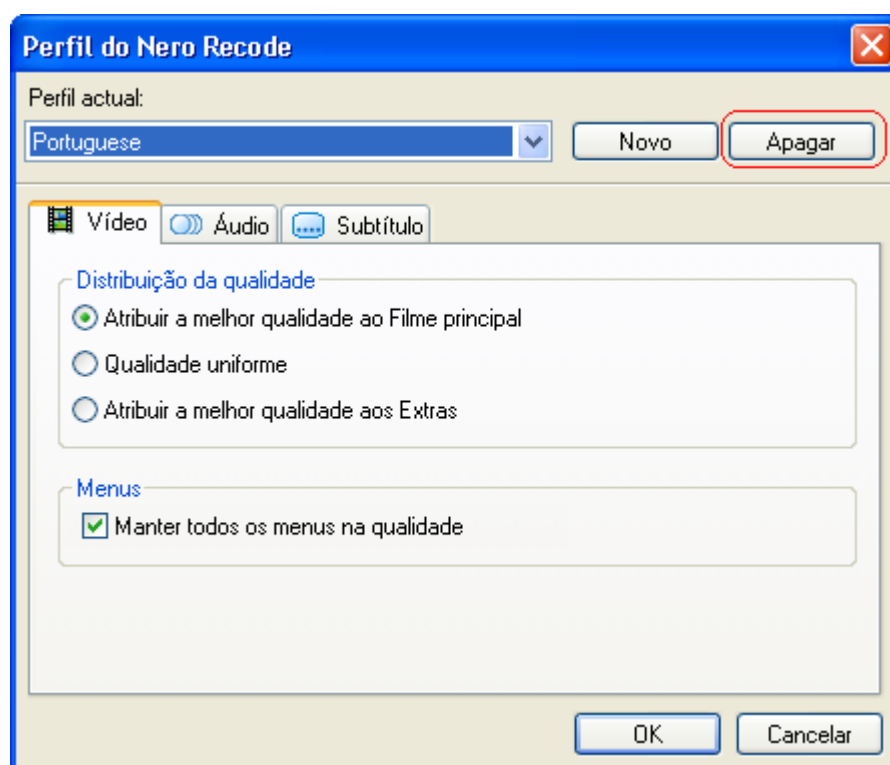 Perfil do Nero Recode
Perfil actual:
Portuguese
Novo
Apagar
Vídeo
Áudio
Subtítulo
Distribuição da qualidade
Atribuir a melhor qualidade ao Filme principal
Qualidade uniforme
Atribuir a melhor qualidade aos Extras
Menus
Manter todos os menus na qualidade
OK
Cancelar